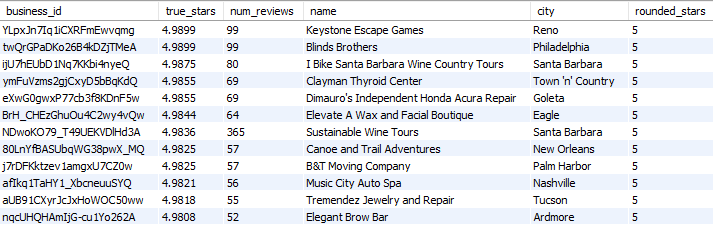 business_id true_stars num_reviews name city rounded_stars
YLpxJn7Iq1iCXRFmEwvqmg 4.9899 99 Keystone Escape Games Reno 5
twQrGPaDKo26B4kDZjTMeA 4.9899 99 Blinds Brothers Philadelphia 5
ijU7hEUbD1Nq7KKbi4nyeQ 4.9875 80 I Bike Santa Barbara Wine Country Tours Santa Barbara 5
ymFuVzms2gjCxyD5bBqKdQ 4.9855 69 Clayman Thyroid Center Town 'n' Country 5
eXwG0gwxP77cb3f8KDnF5w 4.9855 69 Dimauro's Independent Honda Acura Repair Goleta 5
BrH_CHEzGhuOu4C2wy4vQw 4.9844 64 Elevate A Wax and Facial Boutique Eagle 5
NDwoKO79_T49UEKVDlHd3A 4.9836 365 Sustainable Wine Tours Santa Barbara 5
80LnYfBASUbqWG38pwX_MQ 4.9825 57 Canoe and Trail Adventures New Orleans 5
j7rDFKktzev1amgxU7CZ0w 4.9825 57 B&T Moving Company Palm Harbor 5
afIkq1TaHY1_XbcneuuSYQ 4.9821 56 Music City Auto Spa Nashville 5
aUB91CXyrJcJxHoWOC50ww 4.9818 55 Tremendez Jewelry and Repair Tucson 5
nqcUHQHAmIjG-cu1Yo262A 4.9808 52 Elegant Brow Bar Ardmore 5